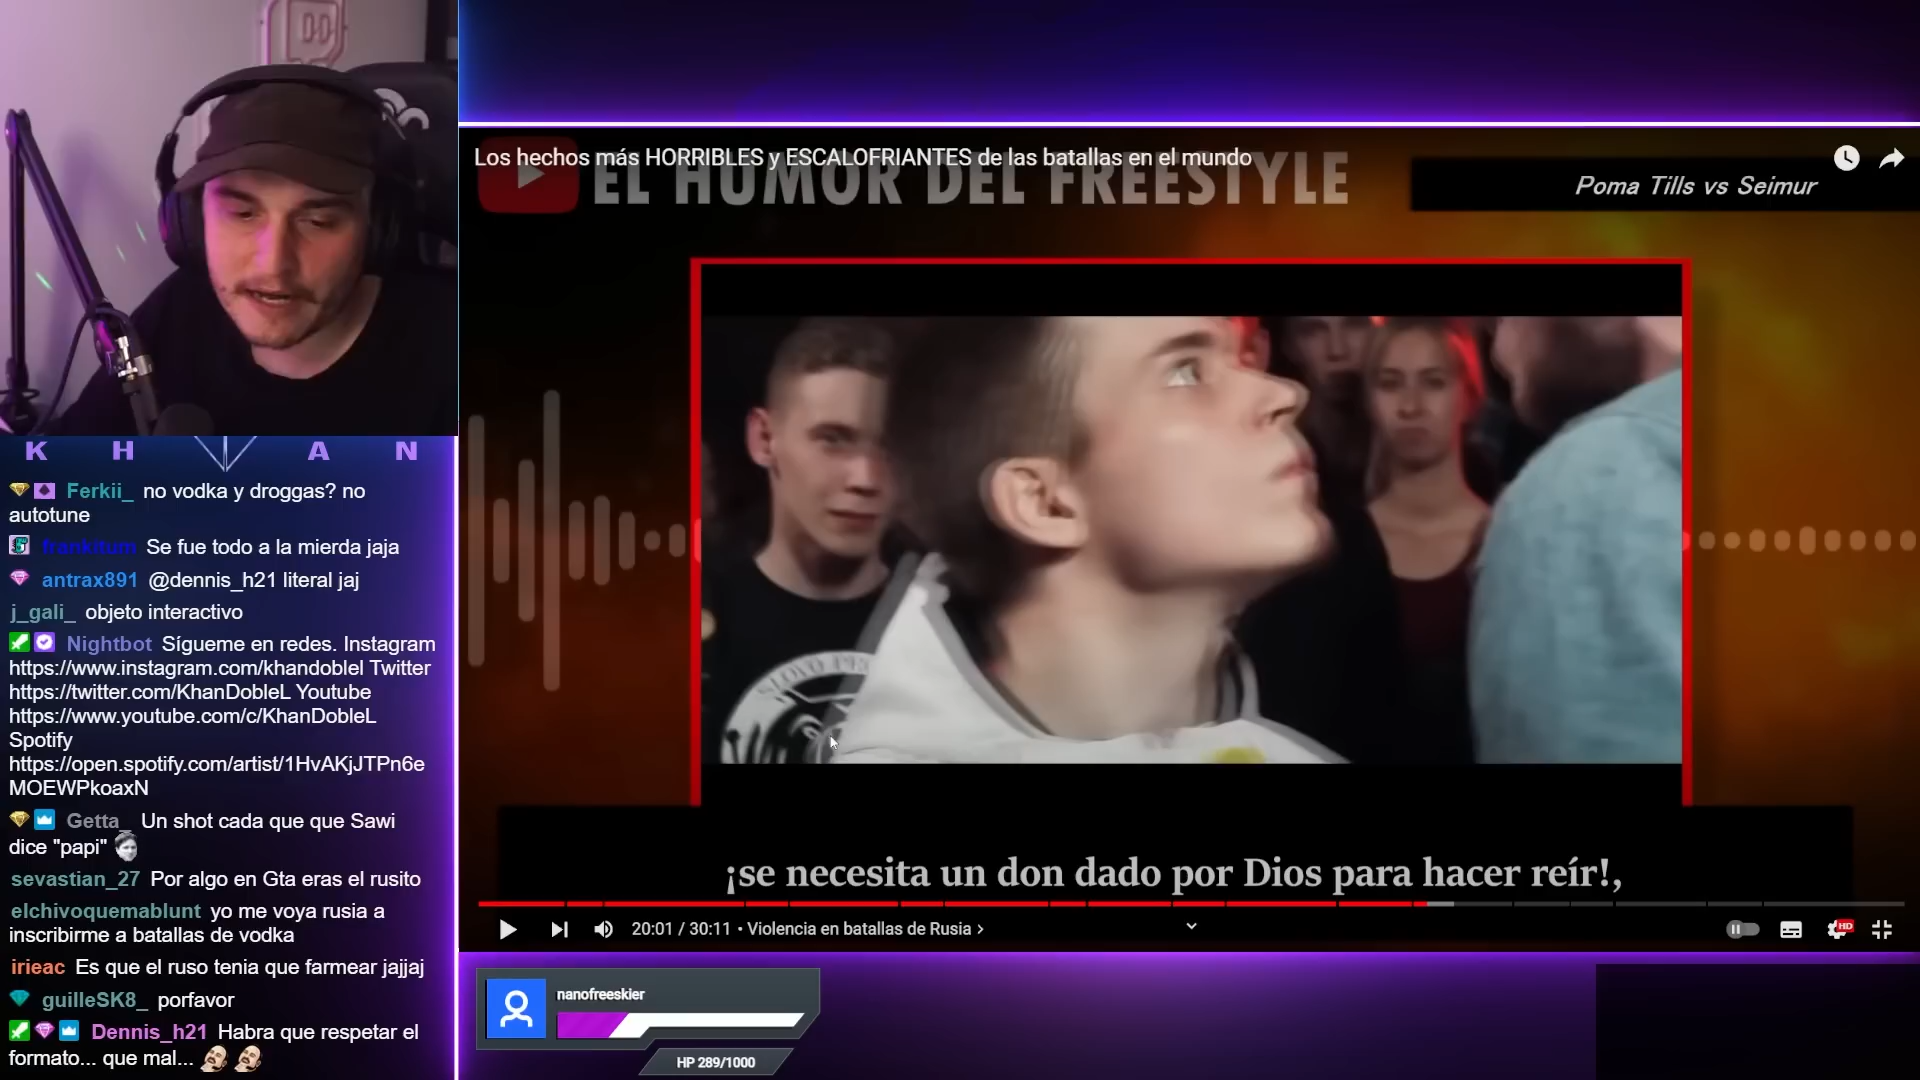 K H A N
Ferkii_ no vodka y droggas? no
autotune
frankitum Se fue todo a la mierda jaja
antrax891 @dennis_h21 literal jaj
j_gali_ objeto interactivo
Nightbot Sígueme en redes. Instagram
https://www.instagram.com/khandoblel Twitter
https://twitter.com/KhanDobleL Youtube
https://www.youtube.com/c/KhanDobleL
Spotify
https://open.spotify.com/artist/1HvAKjJTPn6e
MOEWPkoaxN
Getta_ Un shot cada que que Sawi
dice "papi"
sevastian_27 Por algo en Gta eras el rusito
elchivoquemablunt yo me voya rusia a
inscribirme a batallas de vodka
irieac Es que el ruso tenia que farmear jajjaj
guilleSK8_ porfavor
Dennis_h21 Habra que respetar el
formato... que mal...
Los hechos más HORRIBLES y ESCALOFRIANTES de las batallas en el mundo
EL HUMOR DEL FREESTYLE
Poma Tills vs Seimur
¡se necesita un don dado por Dios para hacer reír!,
20:01 / 30:11 • Violencia en batallas de Rusia ›
HD
nanofreeskier
HP 289/1000